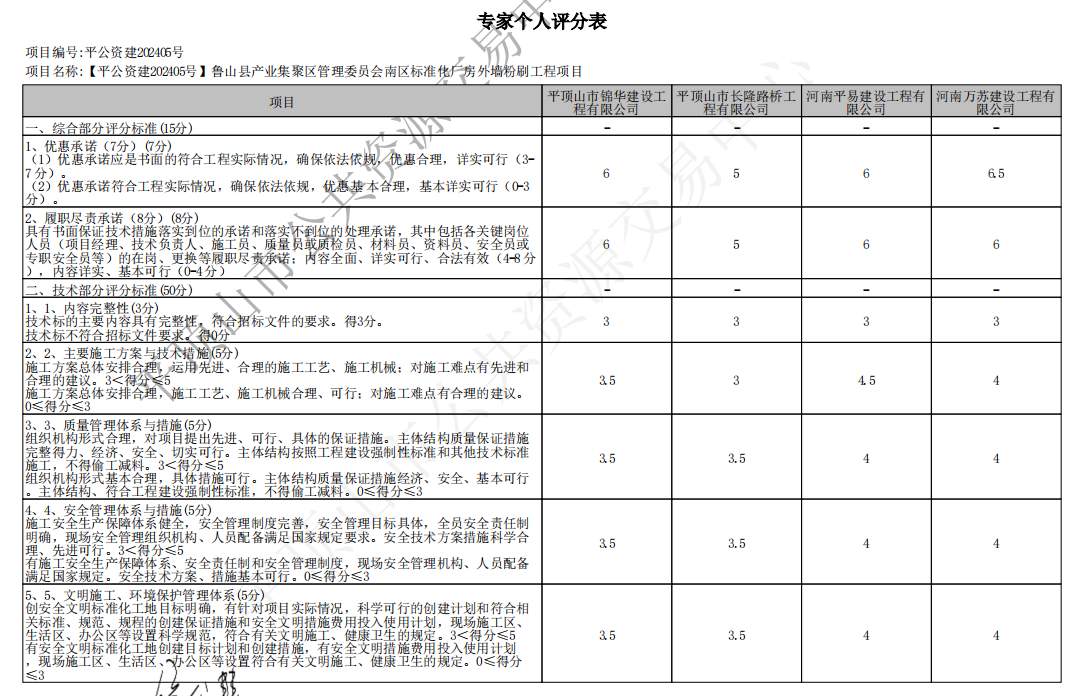 专家个人评分表
项目编号:平公资建202405号
项目名称:【平公资建202405号】鲁山县产业集聚区管理委员会南区标准化厂房外墙粉刷工程项目
项目 平顶山市锦华建设工程有限公司 平顶山市长隆路桥工程有限公司 河南平易建设工程有限公司 河南万苏建设工程有限公司
一、综合部分评分标准(15分) - - - -
1、优惠承诺（7分）(7分)
（1）优惠承诺应是书面的符合工程实际情况，确保依法依规，优惠合理，详实可行（3-
7分）。
（2）优惠承诺符合工程实际情况，确保依法依规，优惠基本合理，基本详实可行（0-3
分）。
6 5 6 6.5
2、履职尽责承诺（8分）(8分)
具有书面保证技术措施落实到位的承诺和落实不到位的处理承诺，其中包括各关键岗位
人员（项目经理、技术负责人、施工员、质量员或质检员、材料员、资料员、安全员或
专职安全员等）的在岗、更换等履职尽责承诺；内容全面、详实可行、合法有效（4-8分
），内容详实、基本可行（0-4分）
6 5 6 6
二、技术部分评分标准(50分) - - - -
1、1、内容完整性(3分)
技术标的主要内容具有完整性，符合招标文件的要求。得3分。
技术标不符合招标文件要求。得0分
3 3 3 3
2、2、主要施工方案与技术措施(5分)
施工方案总体安排合理，运用先进、合理的施工工艺、施工机械；对施工难点有先进和
合理的建议。3＜得分≤5
施工方案总体安排合理，施工工艺、施工机械合理、可行；对施工难点有合理的建议。
0≤得分≤3
3.5 3 4.5 4
3、3、质量管理体系与措施(5分)
组织机构形式合理，对项目提出先进、可行、具体的保证措施。主体结构质量保证措施
完整得力、经济、安全、切实可行。主体结构按照工程建设强制性标准和其他技术标准
施工，不得偷工减料。3＜得分≤5
组织机构形式基本合理，具体措施可行。主体结构质量保证措施经济、安全、基本可行
。主体结构、符合工程建设强制性标准，不得偷工减料。0≤得分≤3
3.5 3.5 4 4
4、4、安全管理体系与措施(5分)
施工安全生产保障体系健全，安全管理制度完善，安全管理目标具体，全员安全责任制
明确，现场安全管理组织机构、人员配备满足国家规定要求。安全技术方案措施科学合
理、先进可行。3＜得分≤5
有施工安全生产保障体系、安全责任制和安全管理制度，现场安全管理机构、人员配备
满足国家规定。安全技术方案、措施基本可行。0≤得分≤3
3.5 3.5 4 4
5、5、文明施工、环境保护管理体系(5分)
创安全文明标准化工地目标明确，有针对项目实际情况，科学可行的创建计划和符合相
关标准、规范、规程的创建保证措施和安全文明措施费用投入使用计划，现场施工区、
生活区、办公区等设置科学规范，符合有关文明施工、健康卫生的规定。3＜得分≤5
有安全文明标准化工地创建目标计划和创建措施，有安全文明措施费用投入使用计划
，现场施工区、生活区、办公区等设置符合有关文明施工、健康卫生的规定。0≤得分
≤3
3.5 3.5 4 4
平顶山市公共资源交易中
平顶山市公共资源交易中心